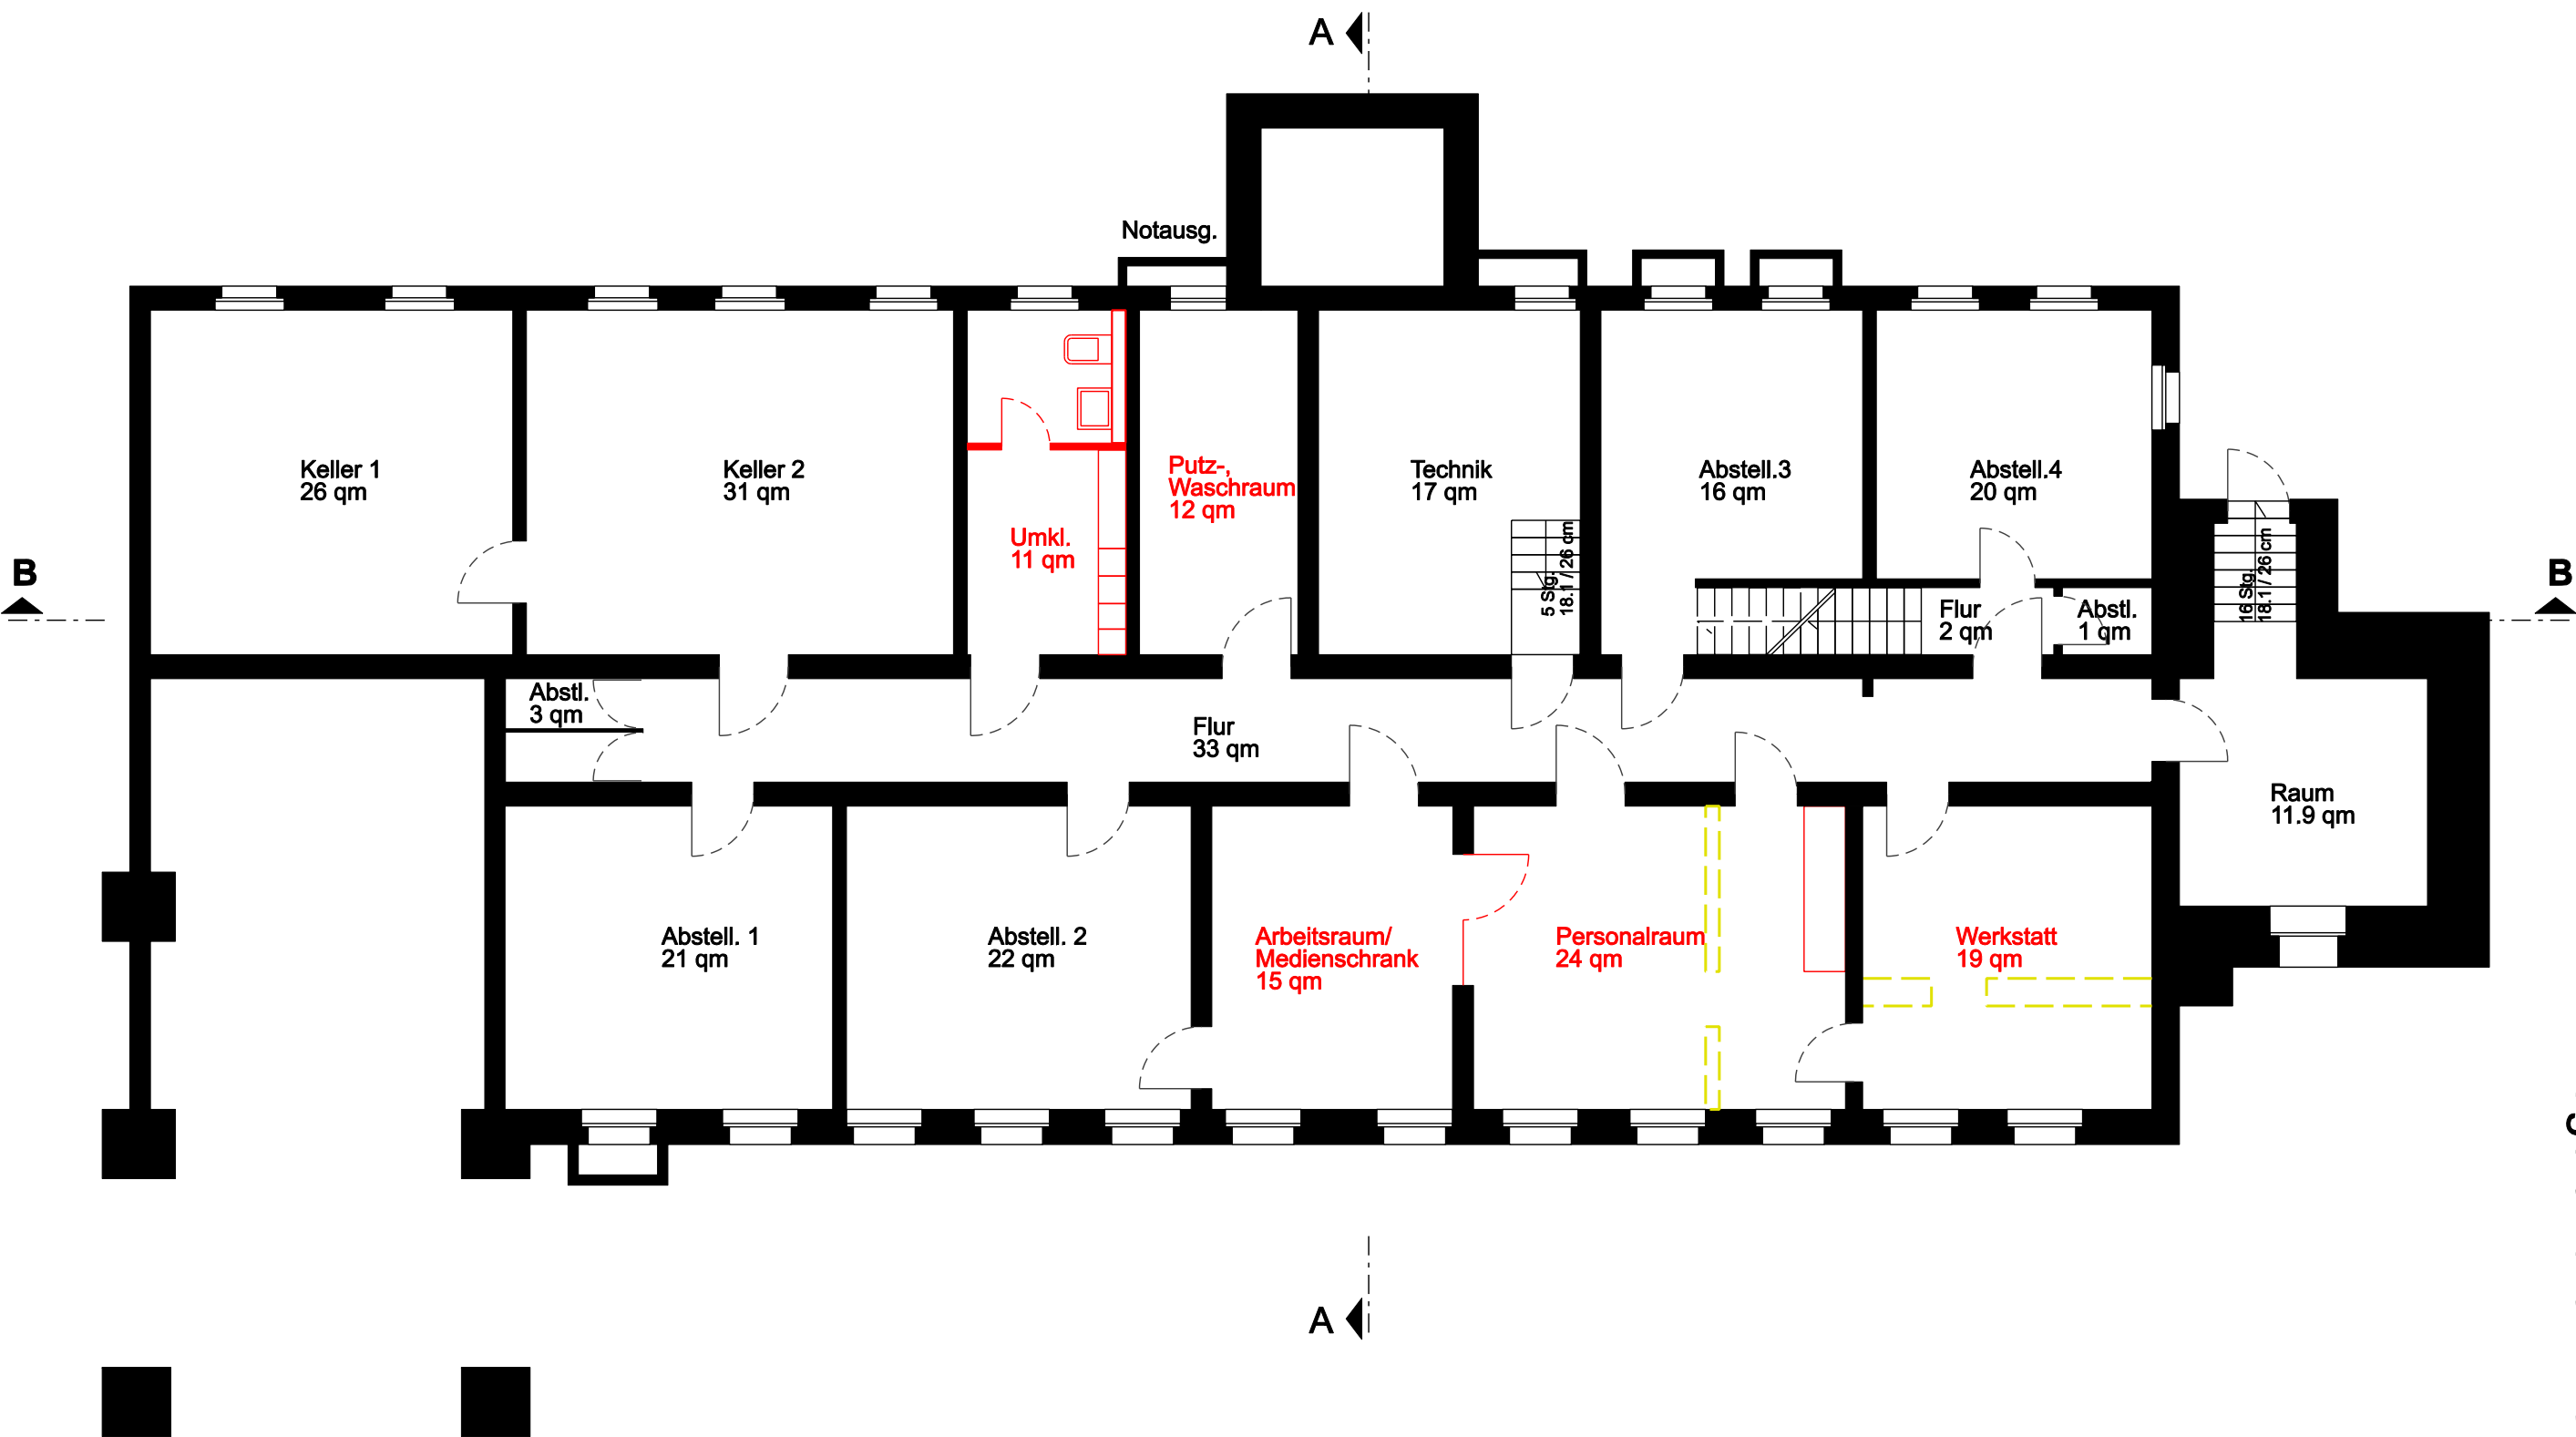 A
Notausg.
Keller 1
26 qm
Keller 2
31 qm
Umkl.
11 qm
Putz-,
Waschraum
12 qm
Technik
17 qm
5 Stg.
18.1 / 26 cm
Abstell.3
16 qm
Abstell.4
20 qm
Flur
2 qm
Abstl.
1 qm
16 Stg.
18.1 / 26 cm
B
B
Abstl.
3 qm
Flur
33 qm
Raum
11.9 qm
Abstell. 1
21 qm
Abstell. 2
22 qm
Arbeitsraum/
Medienschrank
15 qm
Personalraum
24 qm
Werkstatt
19 qm
A